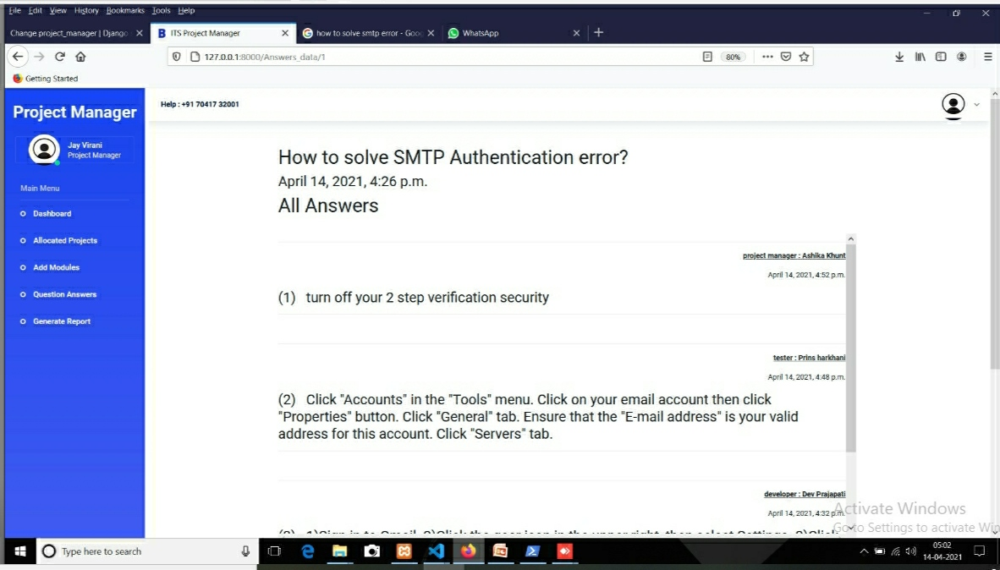 File Edit View History Bookmarks Tools Help
Change project_manager | Django
ITS Project Manager
how to solve smtp error - Goo
WhatsApp
127.0.0.1:8000/Answers_data/1
80%
Getting Started
Project Manager
Help : +91 70417 32001
Jay Virani
Project Manager
Main Menu
Dashboard
Allocated Projects
Add Modules
Question Answers
Generate Report
How to solve SMTP Authentication error?
April 14, 2021, 4:26 p.m.
All Answers
project manager : Ashika Khunt
April 14, 2021, 4:52 p.m.
(1) turn off your 2 step verification security
tester : Prins harkhani
April 14, 2021, 4:48 p.m.
(2) Click "Accounts" in the "Tools" menu. Click on your email account then click
"Properties" button. Click "General" tab. Ensure that the "E-mail address" is your valid
address for this account. Click "Servers" tab.
developer : Dev Prajapati
April 14, 2021, 4:32 p.m.
Activate Windows
Go to Settings to activate Win
Type here to search
05:02
14-04-2021